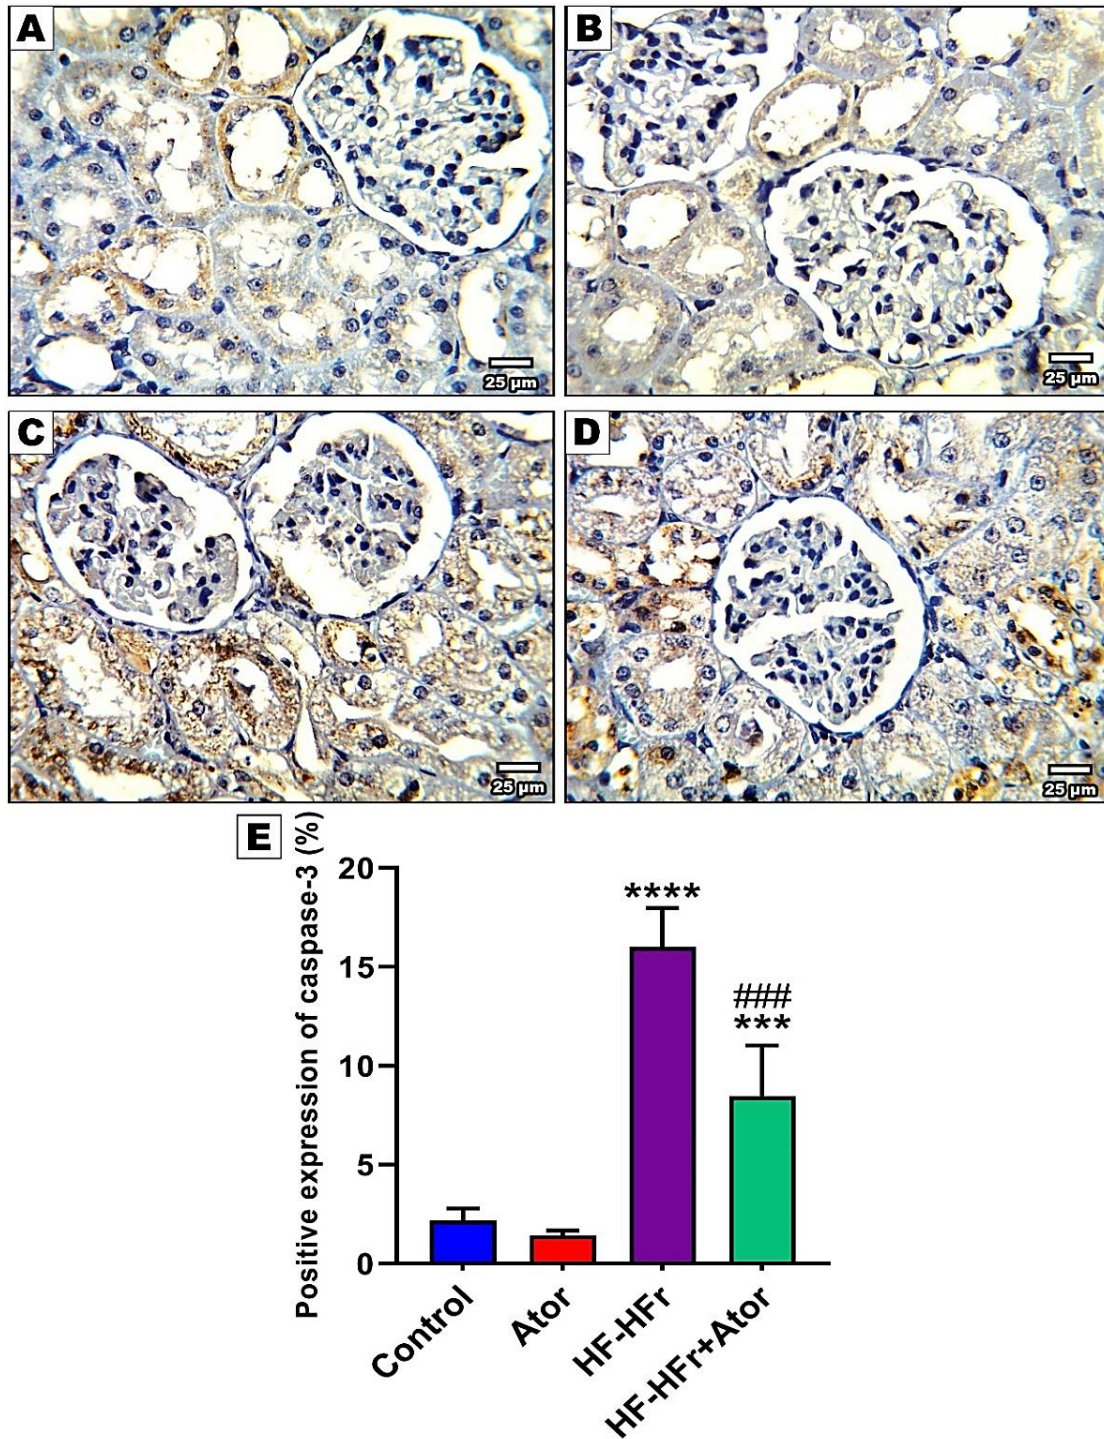 A
25 µm
B
25 µm
C
25 µm
D
25 µm
E
Positive expression of caspase-3 (%)
20
15
10
5
0
****
###
***
Control
Ator
HF-HFr
HF-HFr+Ator